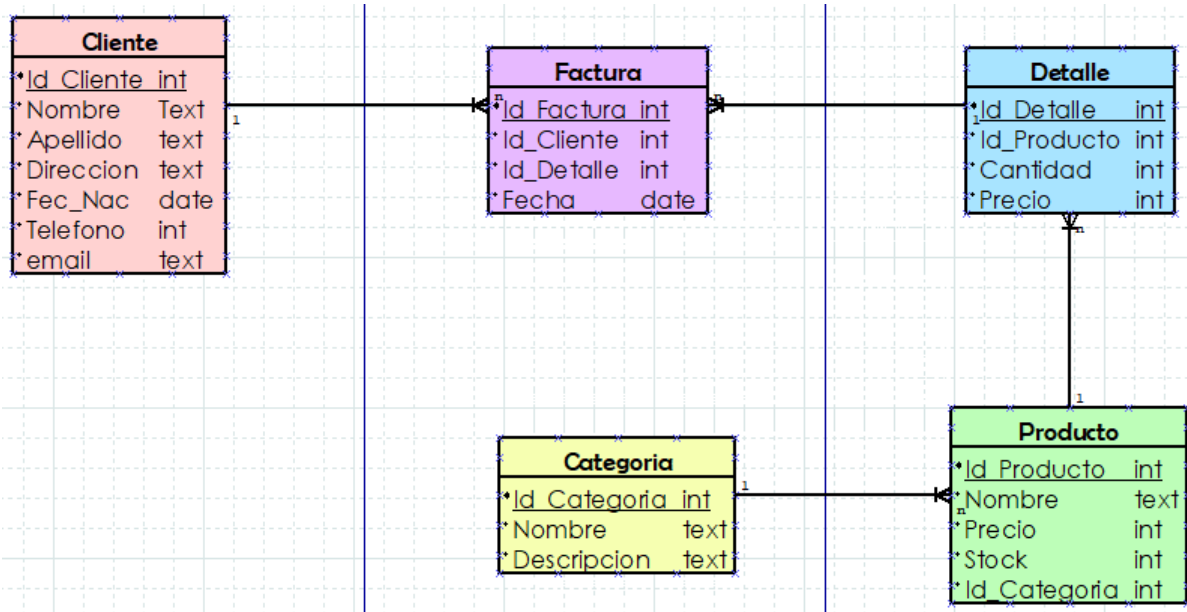 Cliente
Id_Cliente int
Nombre Text
Apellido text
Direccion text
Fec_Nac date
Telefono int
email text
1
n
Factura
Id_Factura int
Id_Cliente int
Id_Detalle int
Fecha date
n
1
Detalle
Id_Detalle int
Id_Producto int
Cantidad int
Precio int
n
1
Categoria
Id_Categoria int
Nombre text
Descripcion text
1
n
Producto
Id_Producto int
Nombre text
Precio int
Stock int
Id_Categoria int